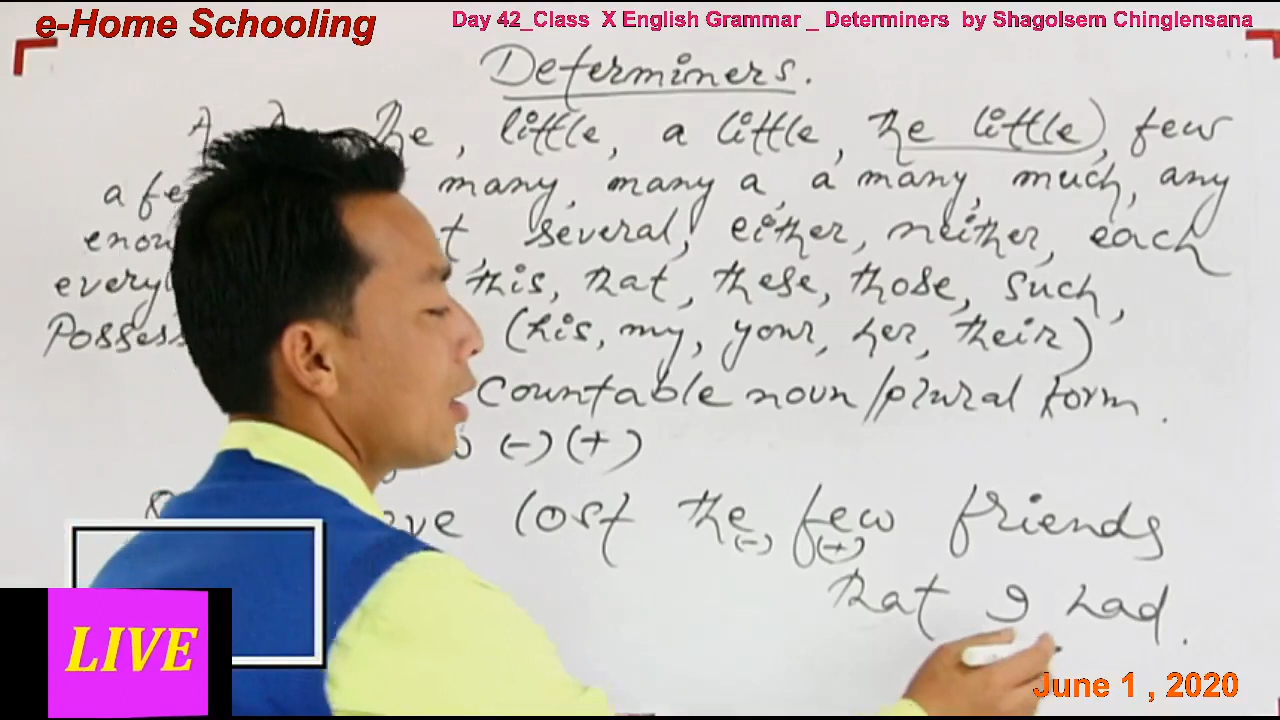 e-Home Schooling
Day 42_Class X English Grammar _ Determiners by Shagolsem Chinglensana
Determiners.
The, little, a little, the little, few
many, many a, a many, much, any
several, either, neither, each
every this, that, these, those, such,
(his, my, your, her, their)
Countable noun/plural form.
(-) (+)
lost the few friends
(-) (+)
that I had.
LIVE
June 1 , 2020